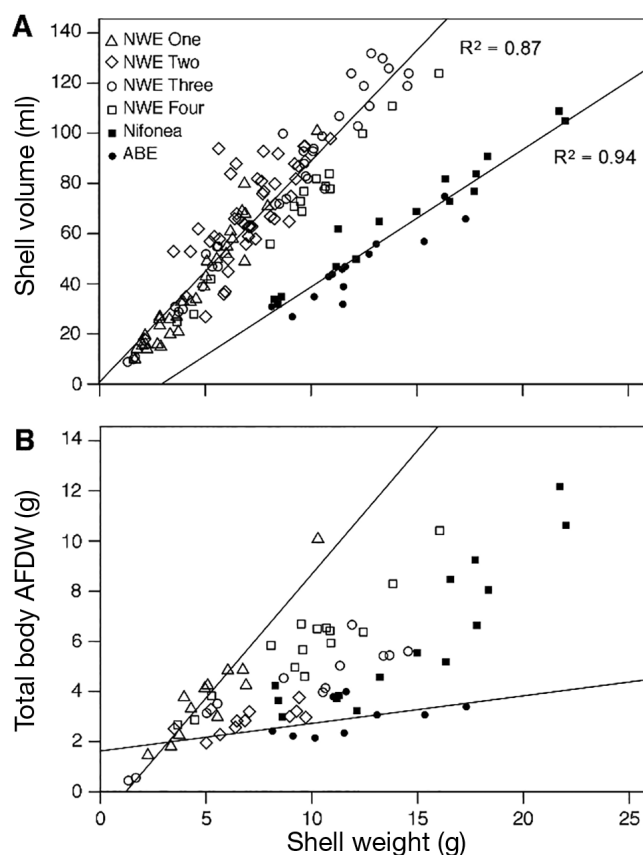 A
140
120
100
80
60
40
20
0
Shell volume (ml)
NWE One
NWE Two
NWE Three
NWE Four
Nifonea
ABE
R² = 0.87
R² = 0.94
B
14
12
10
8
6
4
2
0
Total body AFDW (g)
0 5 10 15 20 25
Shell weight (g)